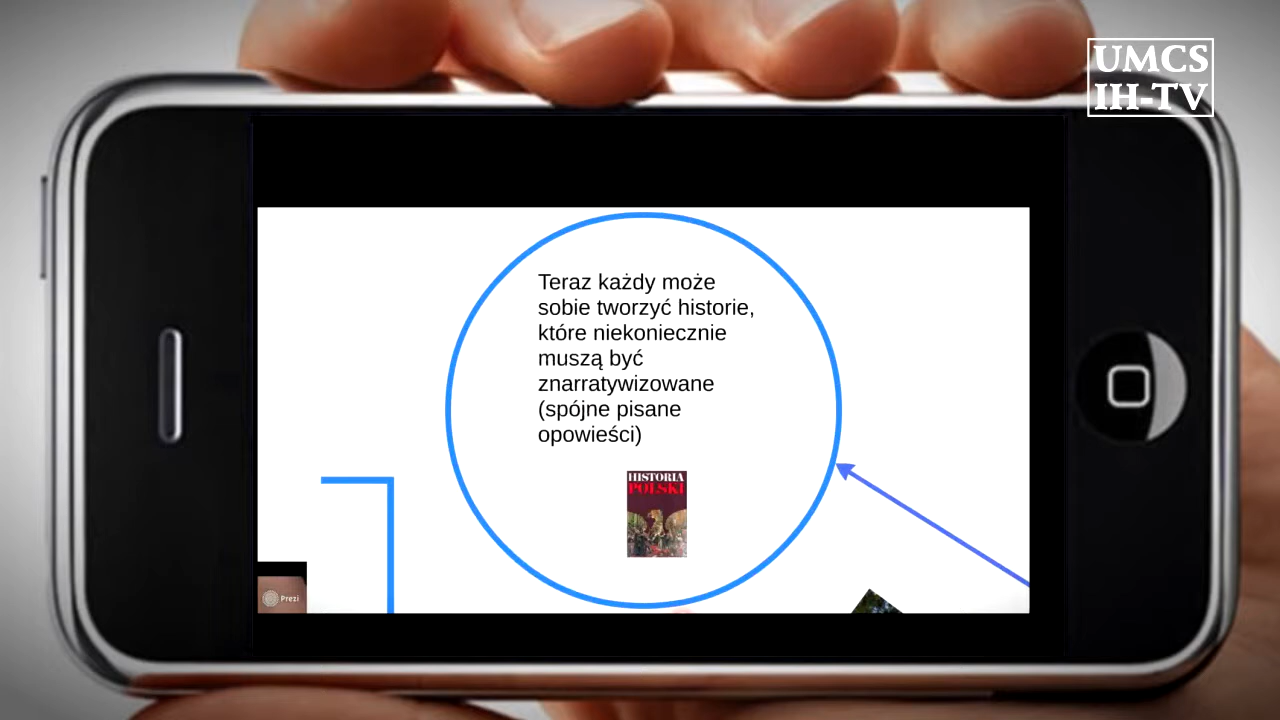 UMCS
IH-TV
Teraz każdy może
sobie tworzyć historie,
które niekoniecznie
muszą być
znarratywizowane
(spójne pisane
opowieści)
HISTORIA
POLSKI
Prezi